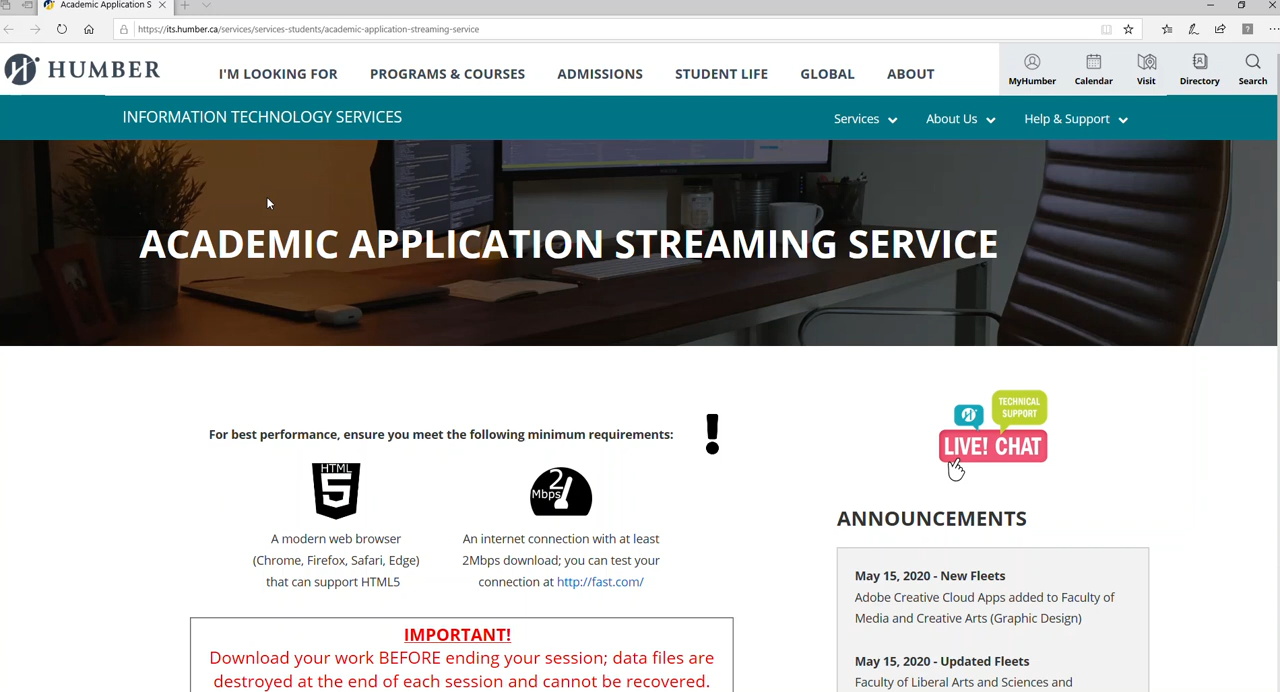 Academic Application S
https://its.humber.ca/services/services-students/academic-application-streaming-service
HUMBER
I'M LOOKING FOR
PROGRAMS & COURSES
ADMISSIONS
STUDENT LIFE
GLOBAL
ABOUT
MyHumber
Calendar
Visit
Directory
Search
INFORMATION TECHNOLOGY SERVICES
Services
About Us
Help & Support
ACADEMIC APPLICATION STREAMING SERVICE
For best performance, ensure you meet the following minimum requirements:
!
HTML
5
2
Mbps
A modern web browser
(Chrome, Firefox, Safari, Edge)
that can support HTML5
An internet connection with at least
2Mbps download; you can test your
connection at http://fast.com/
IMPORTANT!
Download your work BEFORE ending your session; data files are
destroyed at the end of each session and cannot be recovered.
TECHNICAL
SUPPORT
LIVE! CHAT
ANNOUNCEMENTS
May 15, 2020 - New Fleets
Adobe Creative Cloud Apps added to Faculty of
Media and Creative Arts (Graphic Design)
May 15, 2020 - Updated Fleets
Faculty of Liberal Arts and Sciences and